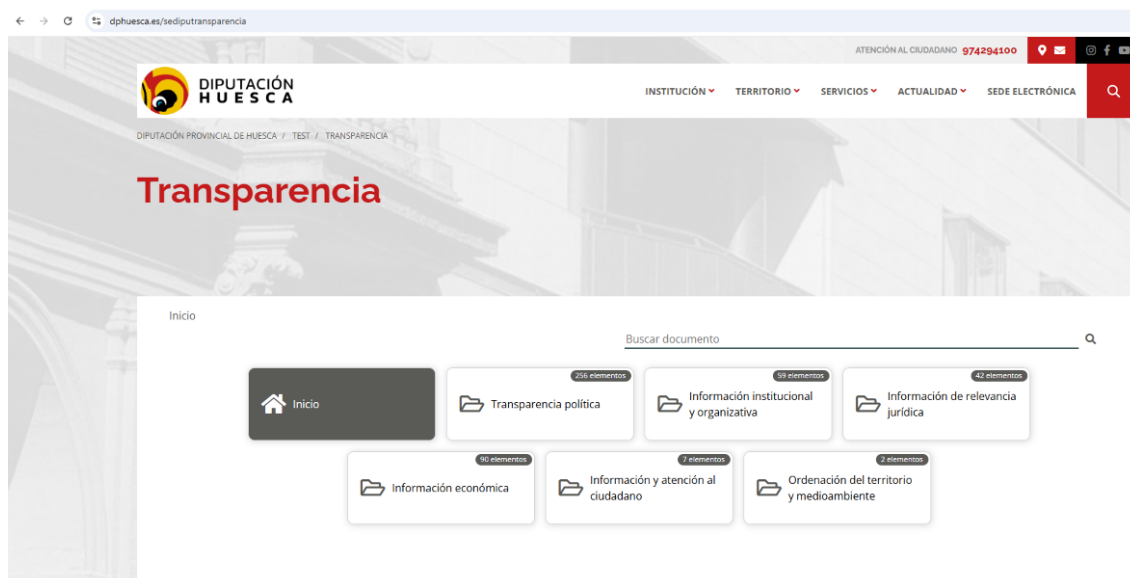 dphuesca.es/sediputransparencia
ATENCIÓN AL CIUDADANO 974294100
DIPUTACIÓN
HUESCA
INSTITUCIÓN TERRITORIO SERVICIOS ACTUALIDAD SEDE ELECTRÓNICA
DIPUTACIÓN PROVINCIAL DE HUESCA / TEST / TRANSPARENCIA
Transparencia
Inicio
Buscar documento
Inicio
256 elementos
Transparencia política
59 elementos
Información institucional
y organizativa
42 elementos
Información de relevancia
jurídica
90 elementos
Información económica
7 elementos
Información y atención al
ciudadano
2 elementos
Ordenación del territorio
y medioambiente